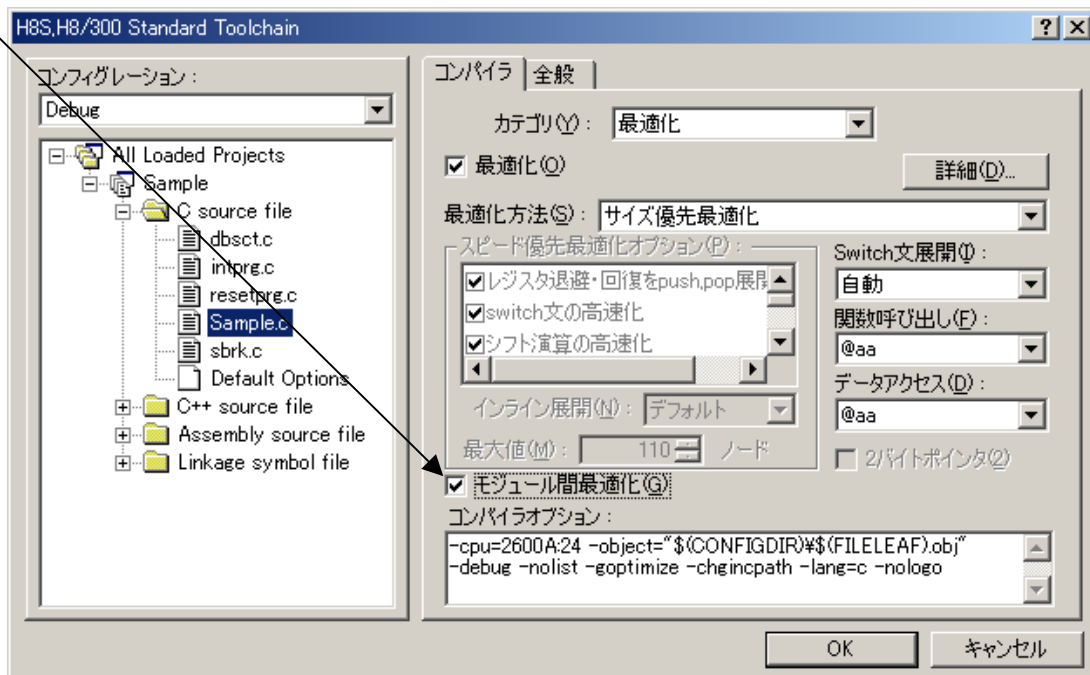 H8S,H8/300 Standard Toolchain
コンフィグレーション：
Debug
All Loaded Projects
Sample
C source file
dbsct.c
intprg.c
resetprg.c
Sample.c
sbrk.c
Default Options
C++ source file
Assembly source file
Linkage symbol file
コンパイラ 全般
カテゴリ(Y)： 最適化
最適化(O) 詳細(D)...
最適化方法(S)： サイズ優先最適化
スピード優先最適化オプション(P)：
レジスタ退避・回復をpush,pop展開
switch文の高速化
シフト演算の高速化
インライン展開(N)： デフォルト
最大値(M)： 110 ノード
Switch文展開(I)：
自動
関数呼び出し(F)：
@aa
データアクセス(D)：
@aa
2バイトポインタ(2)
モジュール間最適化(G)
コンパイラオプション：
-cpu=2600A:24 -object="$(CONFIGDIR)¥$(FILELEAF).obj"
-debug -nolist -goptimize -chgincpath -lang=c -nologo
OK キャンセル